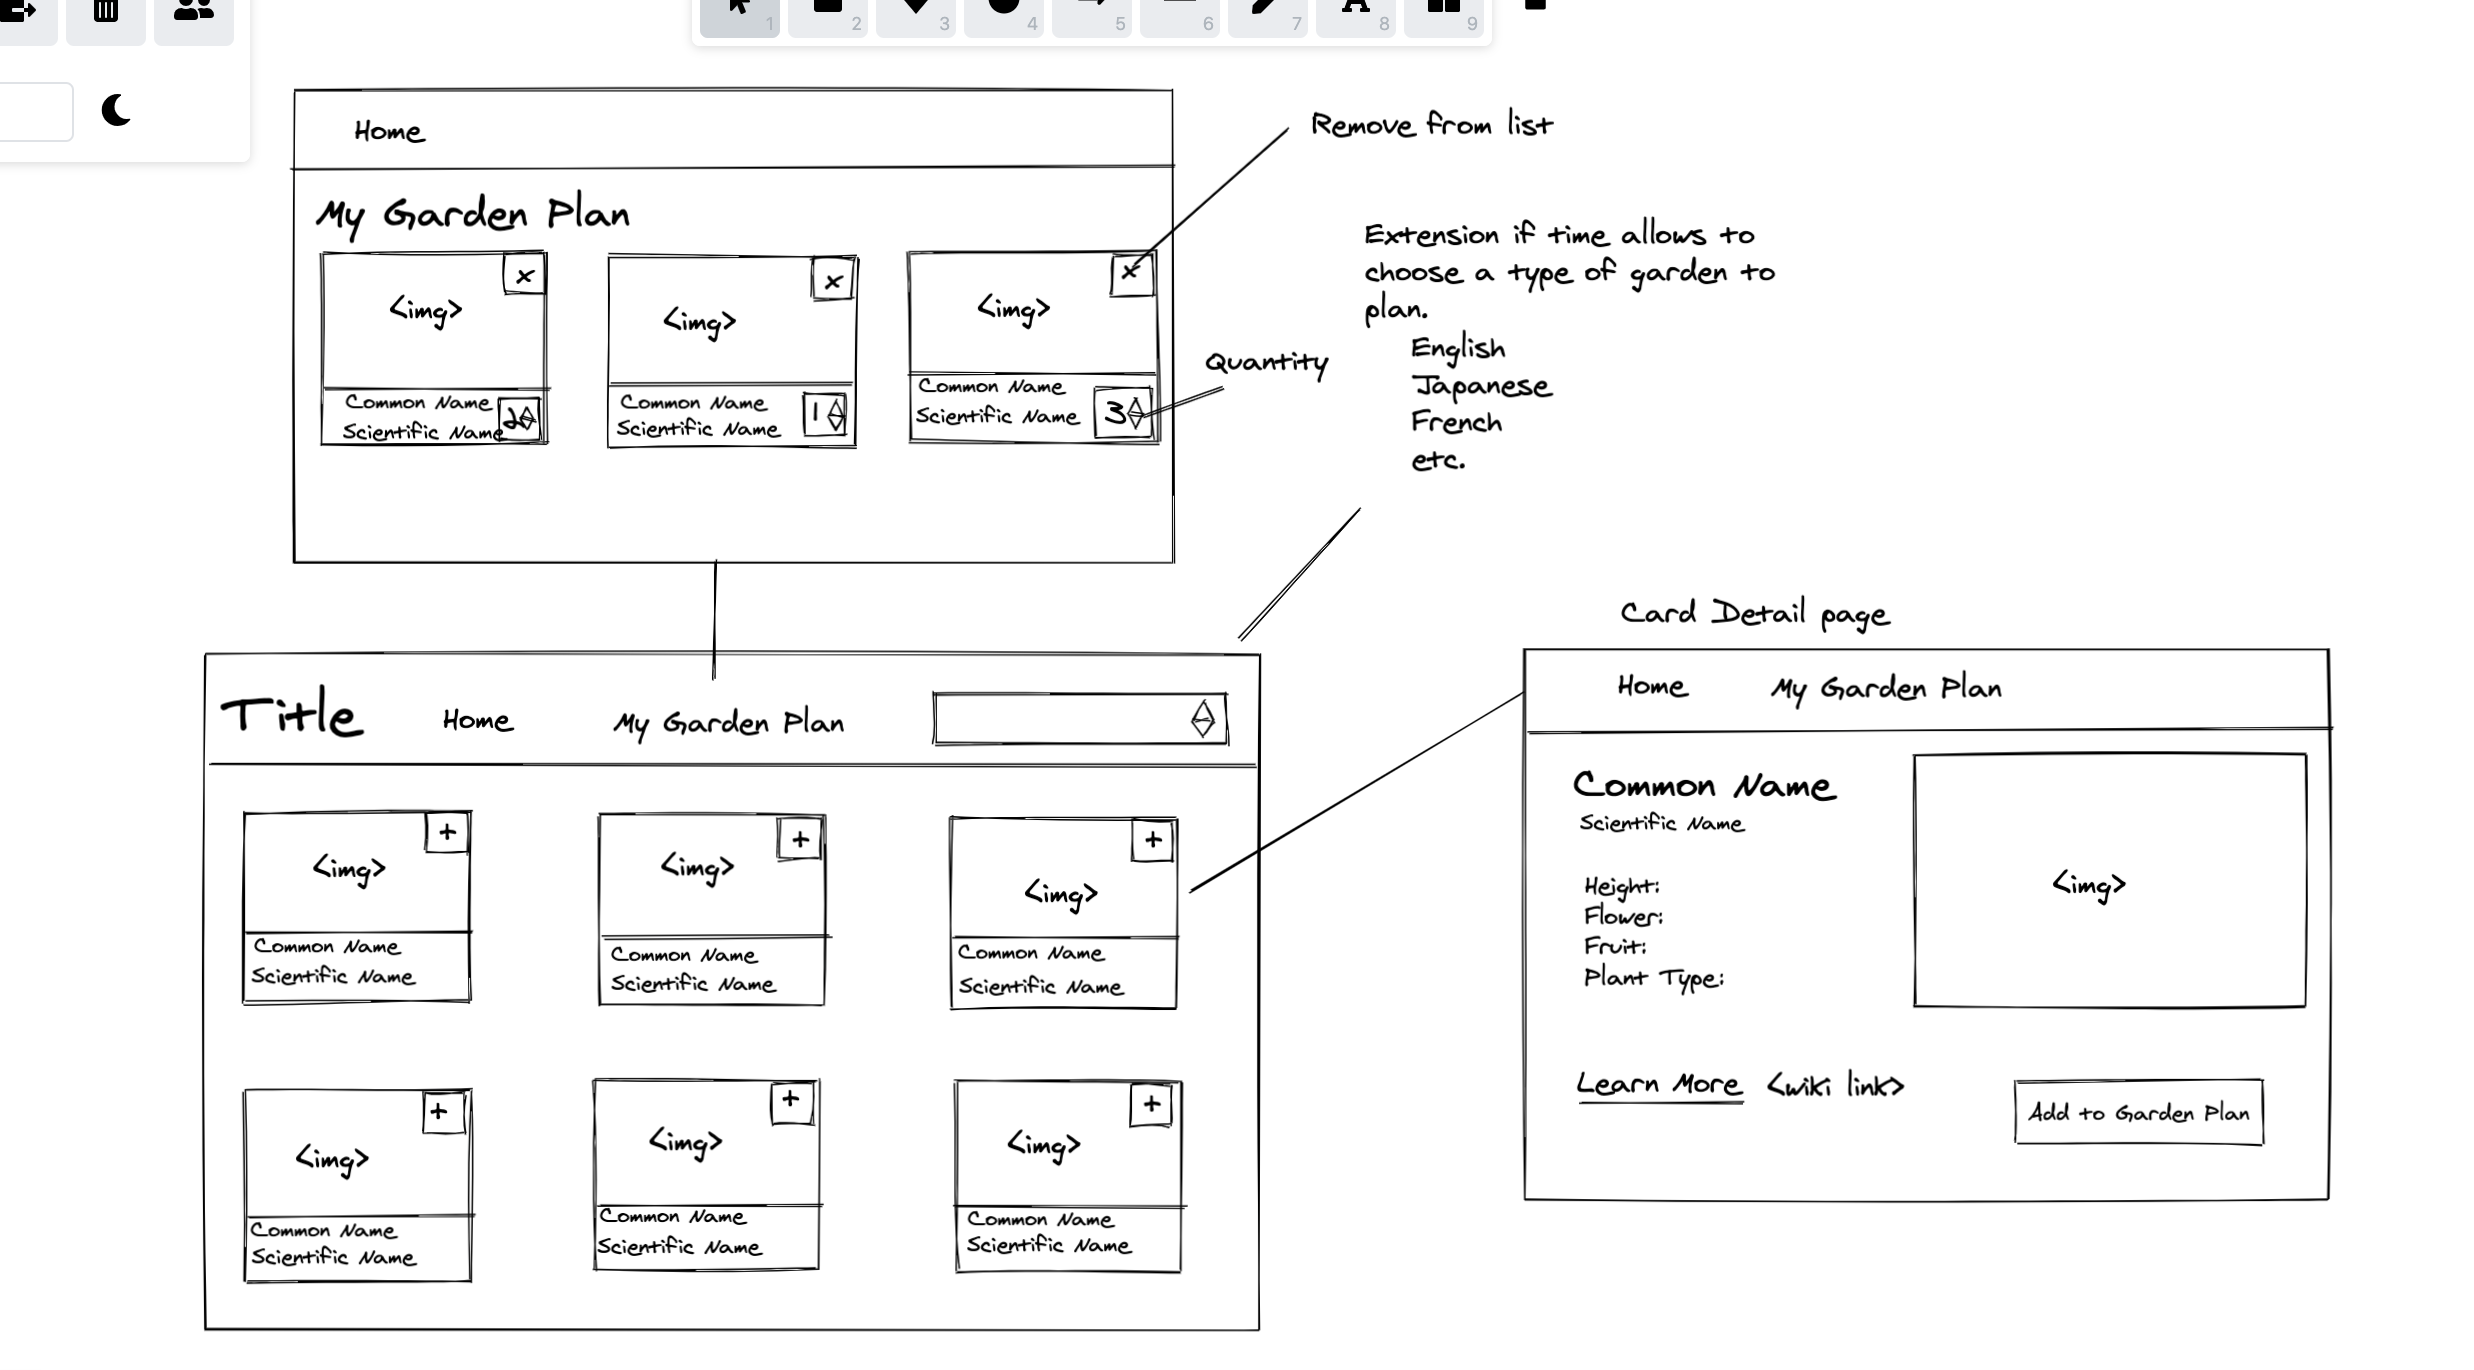 1
2
3
4
5
6
7
8
9
Home
My Garden Plan
x
<img>
Common Name
Scientific Name
2
x
<img>
Common Name
Scientific Name
1
x
<img>
Common Name
Scientific Name
3
Remove from list
Quantity
Extension if time allows to
choose a type of garden to
plan.
English
Japanese
French
etc.
Title
Home
My Garden Plan
+
<img>
Common Name
Scientific Name
+
<img>
Common Name
Scientific Name
+
<img>
Common Name
Scientific Name
+
<img>
Common Name
Scientific Name
+
<img>
Common Name
Scientific Name
+
<img>
Common Name
Scientific Name
Card Detail page
Home
My Garden Plan
Common Name
Scientific Name
Height:
Flower:
Fruit:
Plant Type:
<img>
Learn More <wiki link>
Add to Garden Plan